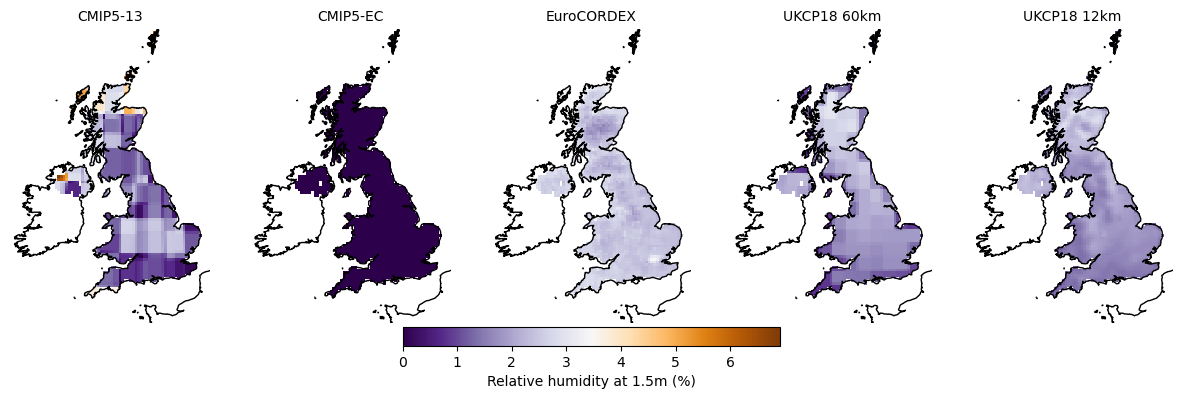 CMIP5-13 CMIP5-EC EuroCORDEX UKCP18 60km UKCP18 12km
0 1 2 3 4 5 6
Relative humidity at 1.5m (%)